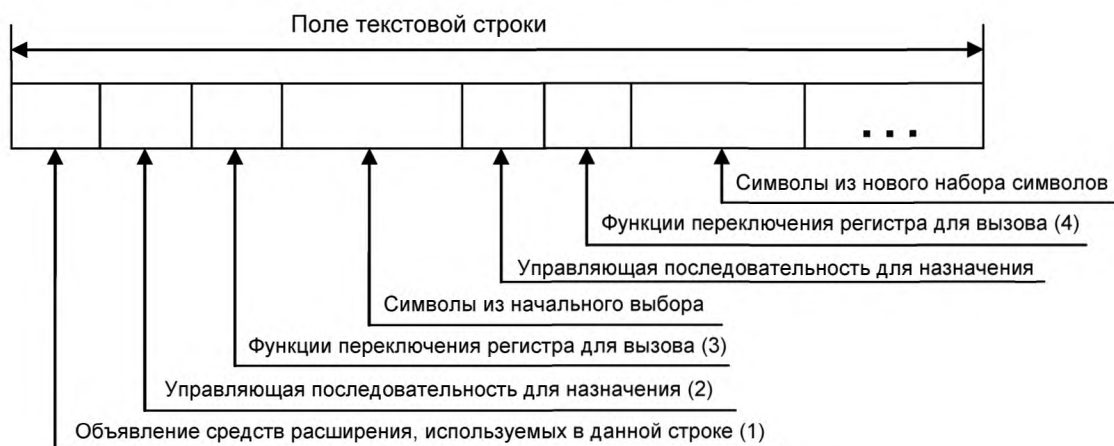 Поле текстовой строки
...
Символы из нового набора символов
Функции переключения регистра для вызова (4)
Управляющая последовательность для назначения
Символы из начального выбора
Функции переключения регистра для вызова (3)
Управляющая последовательность для назначения (2)
Объявление средств расширения, используемых в данной строке (1)